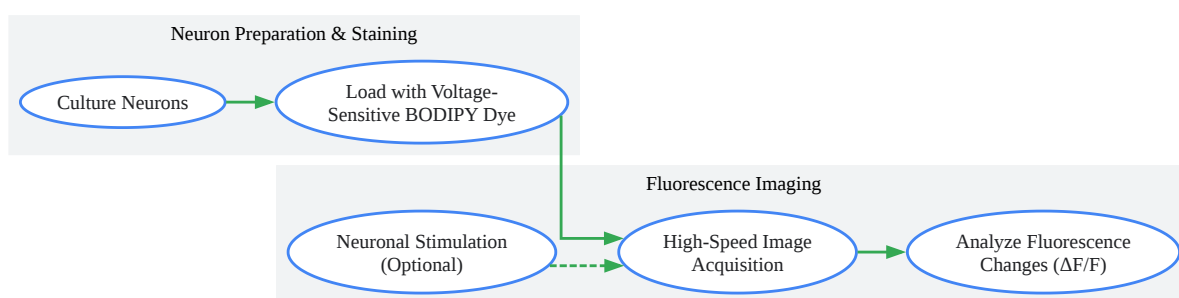 Neuron Preparation & Staining
Culture Neurons
Load with Voltage-
Sensitive BODIPY Dye
Fluorescence Imaging
Neuronal Stimulation
(Optional)
High-Speed Image
Acquisition
Analyze Fluorescence
Changes (ΔF/F)